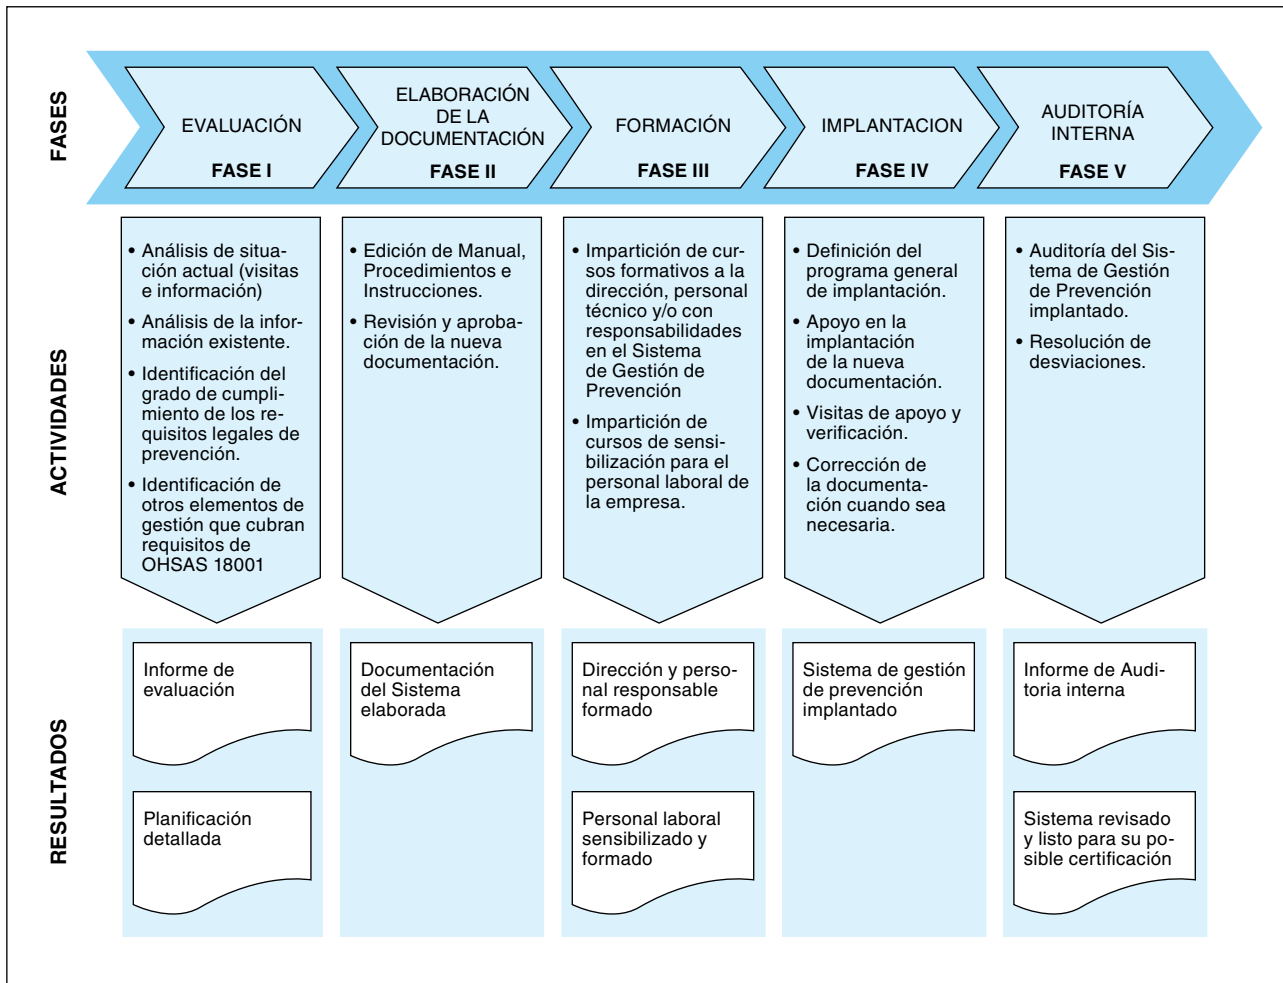 FASES
EVALUACIÓN
FASE I
ELABORACIÓN
DE LA
DOCUMENTACIÓN
FASE II
FORMACIÓN
FASE III
IMPLANTACION
FASE IV
AUDITORÍA
INTERNA
FASE V
ACTIVIDADES
• Análisis de situa-
ción actual (visitas
e información)
• Análisis de la infor-
mación existente.
• Identificación del
grado de cumpli-
miento de los re-
quisitos legales de
prevención.
• Identificación de
otros elementos de
gestión que cubran
requisitos de
OHSAS 18001
• Edición de Manual,
Procedimientos e
Instrucciones.
• Revisión y aproba-
ción de la nueva
documentación.
• Impartición de cur-
sos formativos a la
dirección, personal
técnico y/o con
responsabilidades
en el Sistema
de Gestión de
Prevención
• Impartición de
cursos de sensi-
bilización para el
personal laboral de
la empresa.
• Definición del
programa general
de implantación.
• Apoyo en la
implantación
de la nueva
documentación.
• Visitas de apoyo y
verificación.
• Corrección de
la documenta-
ción cuando sea
necesaria.
• Auditoría del Sis-
tema de Gestión
de Prevención
implantado.
• Resolución de
desviaciones.
RESULTADOS
Informe de
evaluación
Planificación
detallada
Documentación
del Sistema
elaborada
Dirección y perso-
nal responsable
formado
Personal laboral
sensibilizado y
formado
Sistema de gestión
de prevención
implantado
Informe de Audi-
toria interna
Sistema revisado
y listo para su po-
sible certificación